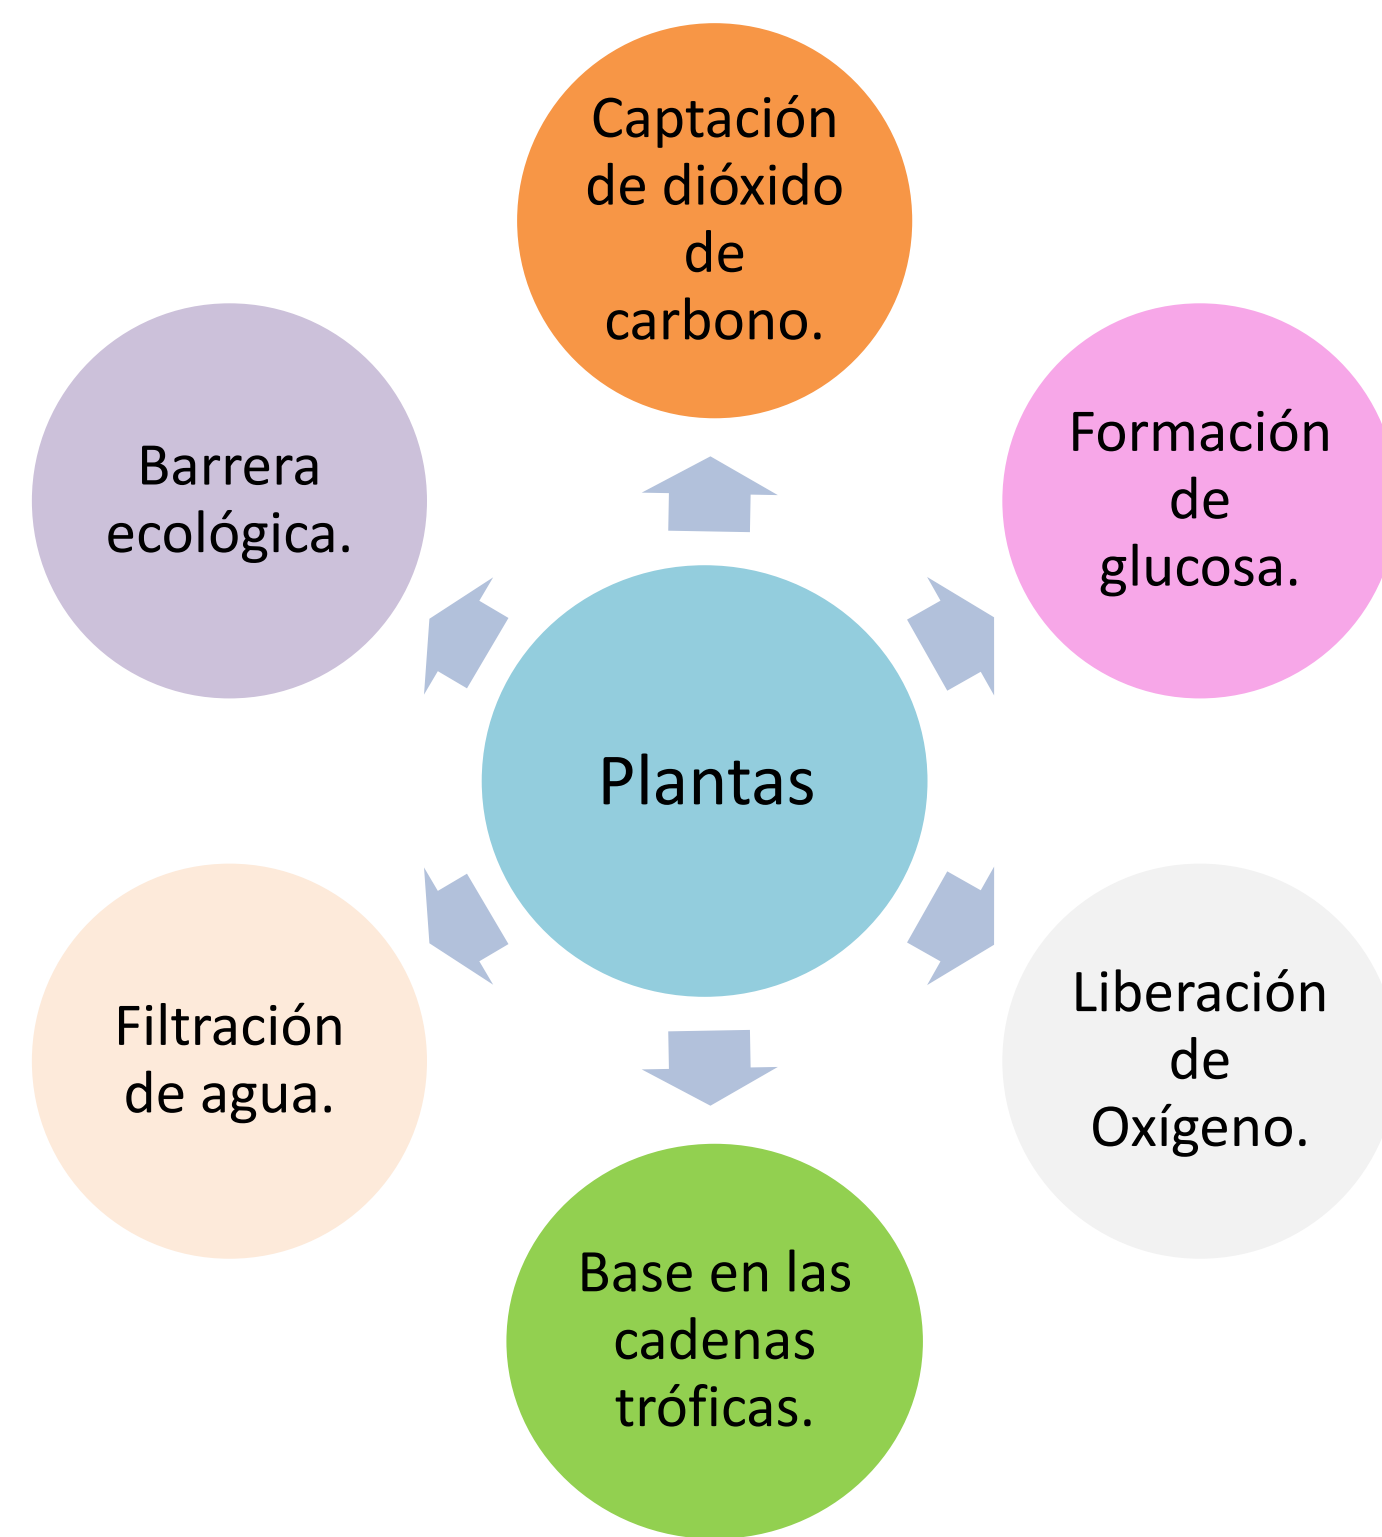 Captación
de dióxido
de
carbono.
Formación
de
glucosa.
Barrera
ecológica.
Plantas
Liberación
de
Oxígeno.
Filtración
de agua.
Base en las
cadenas
tróficas.